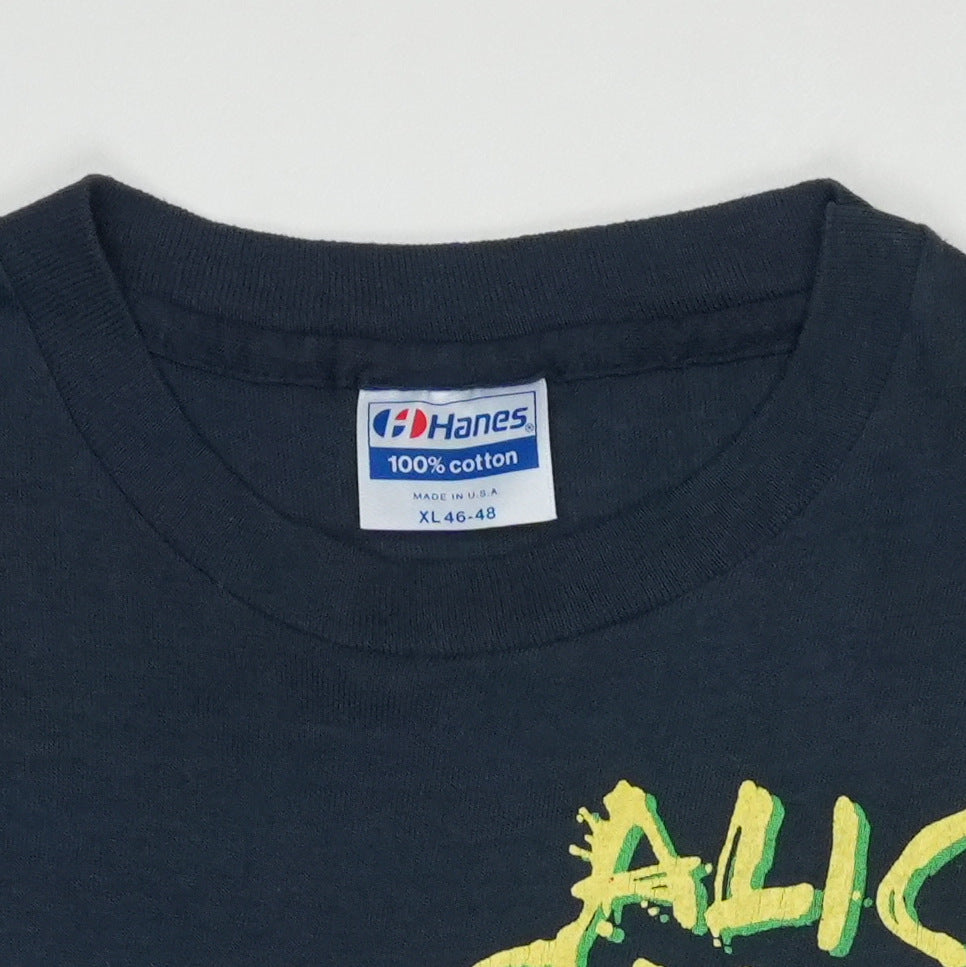 Hanes®
100% cotton
MADE IN U.S.A
XL 46-48
ALIC